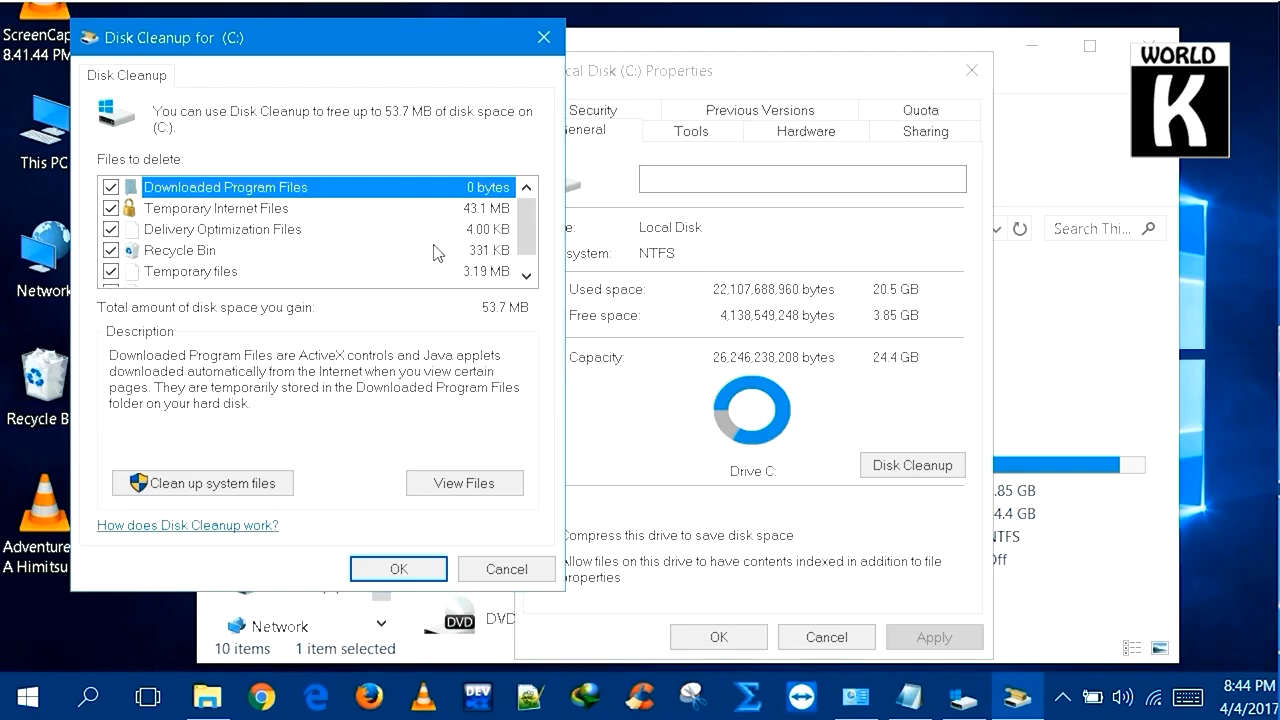 ScreenCap
8.41.44 PM
This PC
Network
Recycle B
Adventure
A Himitsu
Disk Cleanup for (C:)
Disk Cleanup
You can use Disk Cleanup to free up to 53.7 MB of disk space on
(C:).
Files to delete:
Downloaded Program Files 0 bytes
Temporary Internet Files 43.1 MB
Delivery Optimization Files 4.00 KB
Recycle Bin 331 KB
Temporary files 3.19 MB
Total amount of disk space you gain: 53.7 MB
Description
Downloaded Program Files are ActiveX controls and Java applets
downloaded automatically from the Internet when you view certain
pages. They are temporarily stored in the Downloaded Program Files
folder on your hard disk.
Clean up system files
View Files
How does Disk Cleanup work?
OK
Cancel
cal Disk (C:) Properties
Security
Previous Version
Quota
eneral
Tools
Hardware
Sharing
e: Local Disk
system: NTFS
Used space: 22,107,688,960 bytes 20.5 GB
Free space: 4,138,549,248 bytes 3.85 GB
Capacity: 26,246,238,208 bytes 24.4 GB
Drive C:
Disk Cleanup
Compress this drive to save disk space
Allow files on this drive to have contents indexed in addition to file
properties
OK
Cancel
Apply
WORLD
K
Search Thi...
.85 GB
4.4 GB
NTFS
Off
Network
DVD
DVD
10 items 1 item selected
DEV
8:44 PM
4/4/2017